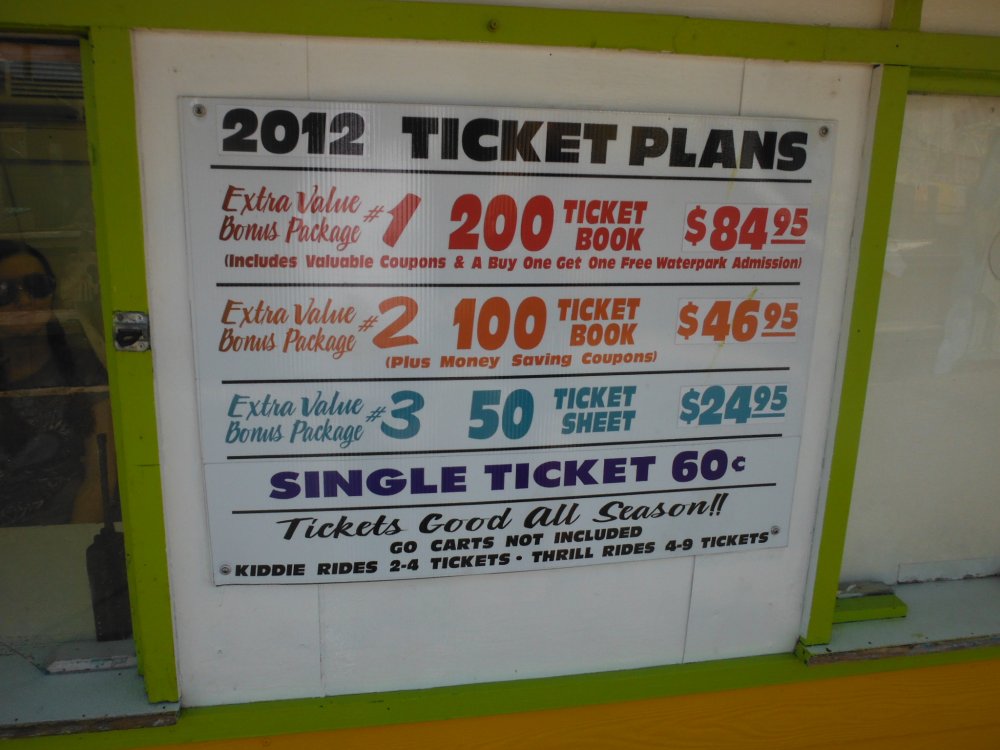 2012 TICKET PLANS
Extra Value Bonus Package #1 200 TICKET BOOK $84.95
(Includes Valuable Coupons & A Buy One Get One Free Waterpark Admission)
Extra Value Bonus Package #2 100 TICKET BOOK $46.95
(Plus Money Saving Coupons)
Extra Value Bonus Package #3 50 TICKET SHEET $24.95
SINGLE TICKET 60¢
Tickets Good All Season!!
GO CARTS NOT INCLUDED
KIDDIE RIDES 2-4 TICKETS • THRILL RIDES 4-9 TICKETS